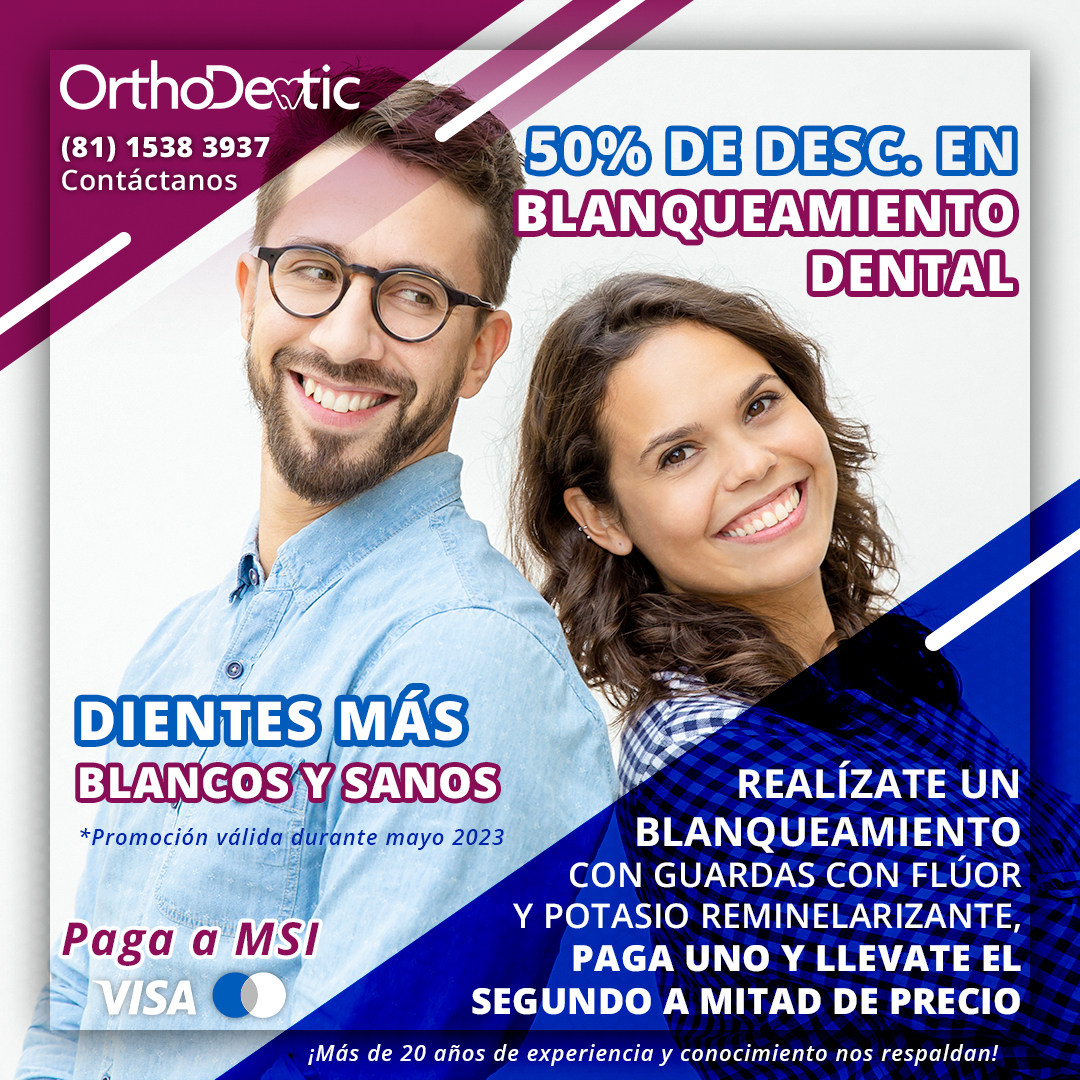 OrthoDentic
(81) 1538 3937
Contáctanos
50% DE DESC. EN
BLANQUEAMIENTO
DENTAL
DIENTES MÁS
BLANCOS Y SANOS
*Promoción válida durante mayo 2023
Paga a MSI
VISA
REALÍZATE UN
BLANQUEAMIENTO
CON GUARDAS CON FLÚOR
Y POTASIO REMINELARIZANTE,
PAGA UNO Y LLEVATE EL
SEGUNDO A MITAD DE PRECIO
¡Más de 20 años de experiencia y conocimiento nos respaldan!